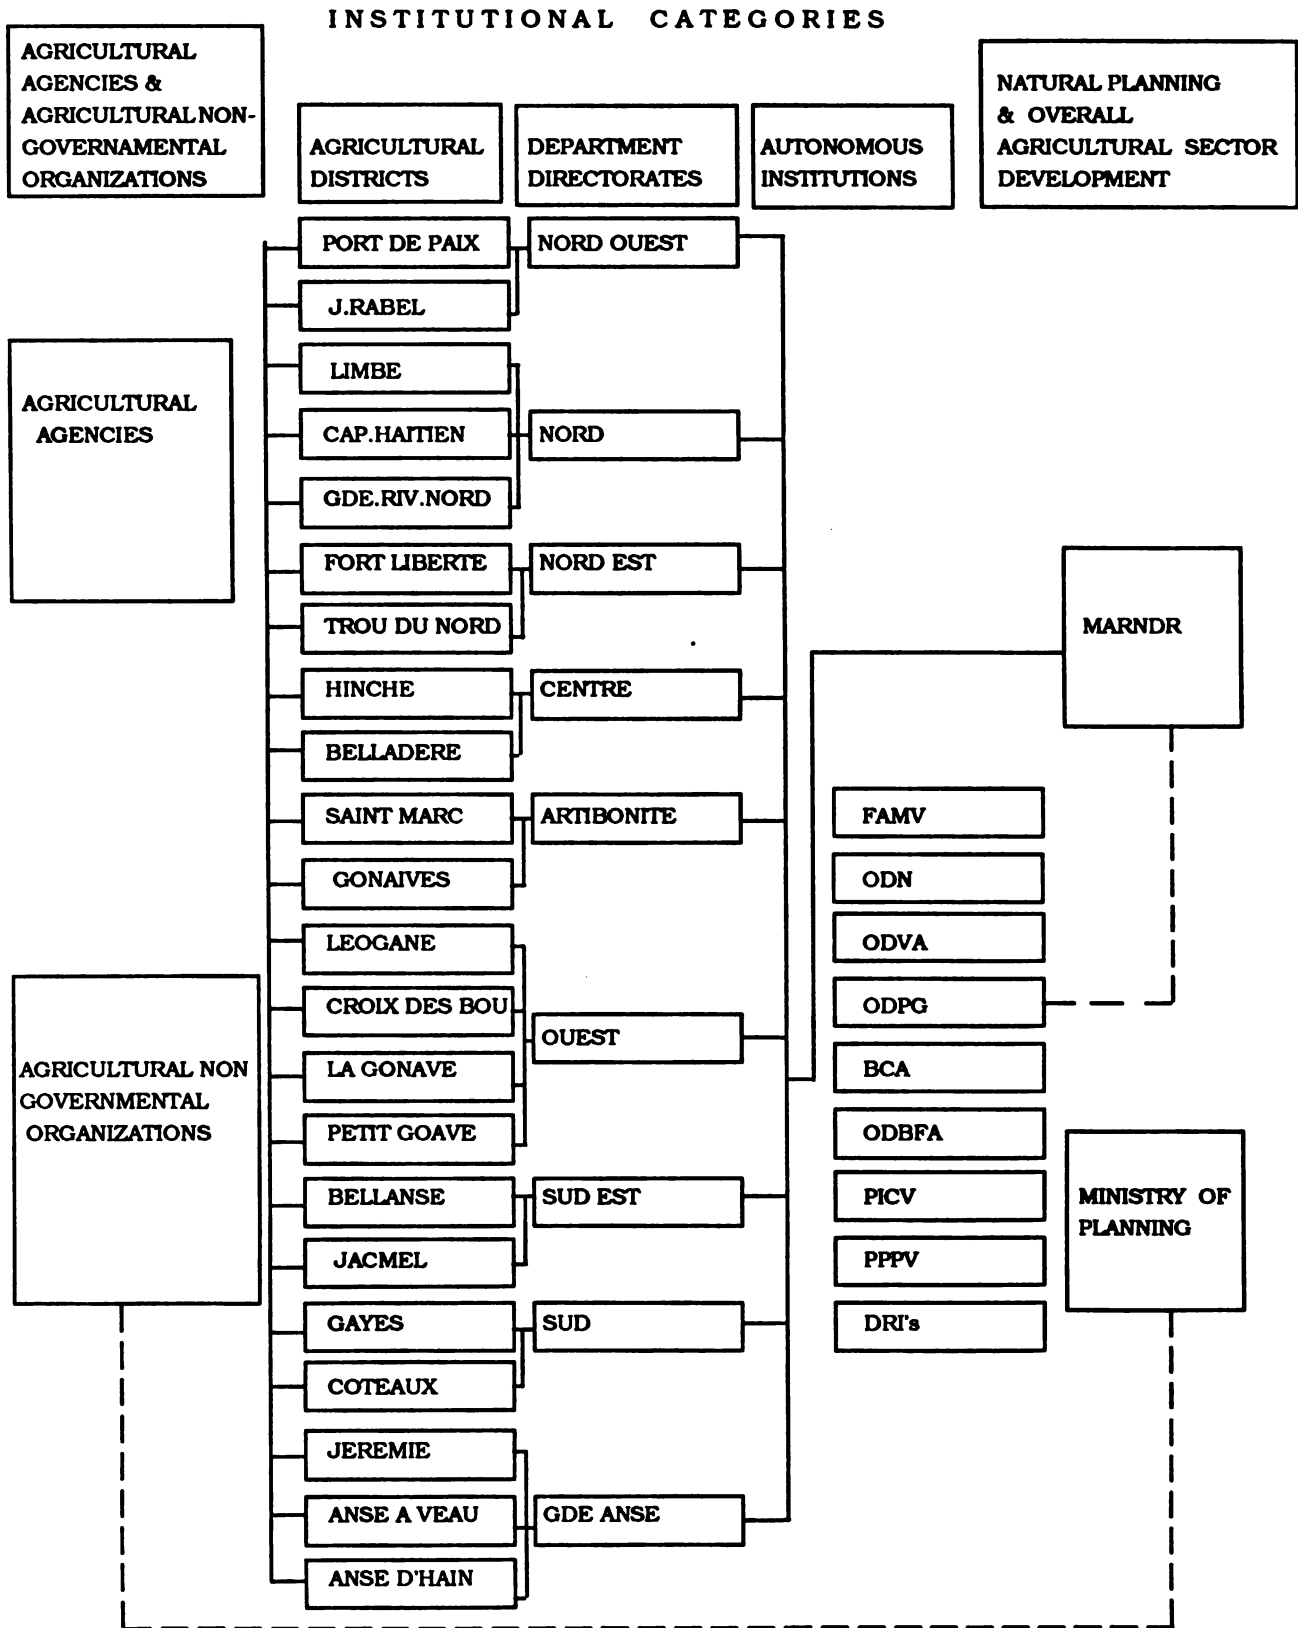 INSTITUTIONAL CATEGORIES
AGRICULTURAL
AGENCIES &
AGRICULTURAL NON-
GOVERNAMENTAL
ORGANIZATIONS
AGRICULTURAL
DISTRICTS
DEPARTMENT
DIRECTORATES
AUTONOMOUS
INSTITUTIONS
NATURAL PLANNING
& OVERALL
AGRICULTURAL SECTOR
DEVELOPMENT
AGRICULTURAL
AGENCIES
AGRICULTURAL NON
GOVERNMENTAL
ORGANIZATIONS
PORT DE PAIX
J.RABEL
LIMBE
CAP.HAITIEN
GDE.RIV.NORD
FORT LIBERTE
TROU DU NORD
HINCHE
BELLADERE
SAINT MARC
GONAIVES
LEOGANE
CROIX DES BOU
LA GONAVE
PETIT GOAVE
BELLANSE
JACMEL
GAYES
COTEAUX
JEREMIE
ANSE A VEAU
ANSE D'HAIN
NORD OUEST
NORD
NORD EST
CENTRE
ARTIBONITE
OUEST
SUD EST
SUD
GDE ANSE
FAMV
ODN
ODVA
ODPG
BCA
ODBFA
PICV
PPPV
DRI's
MARNDR
MINISTRY OF
PLANNING